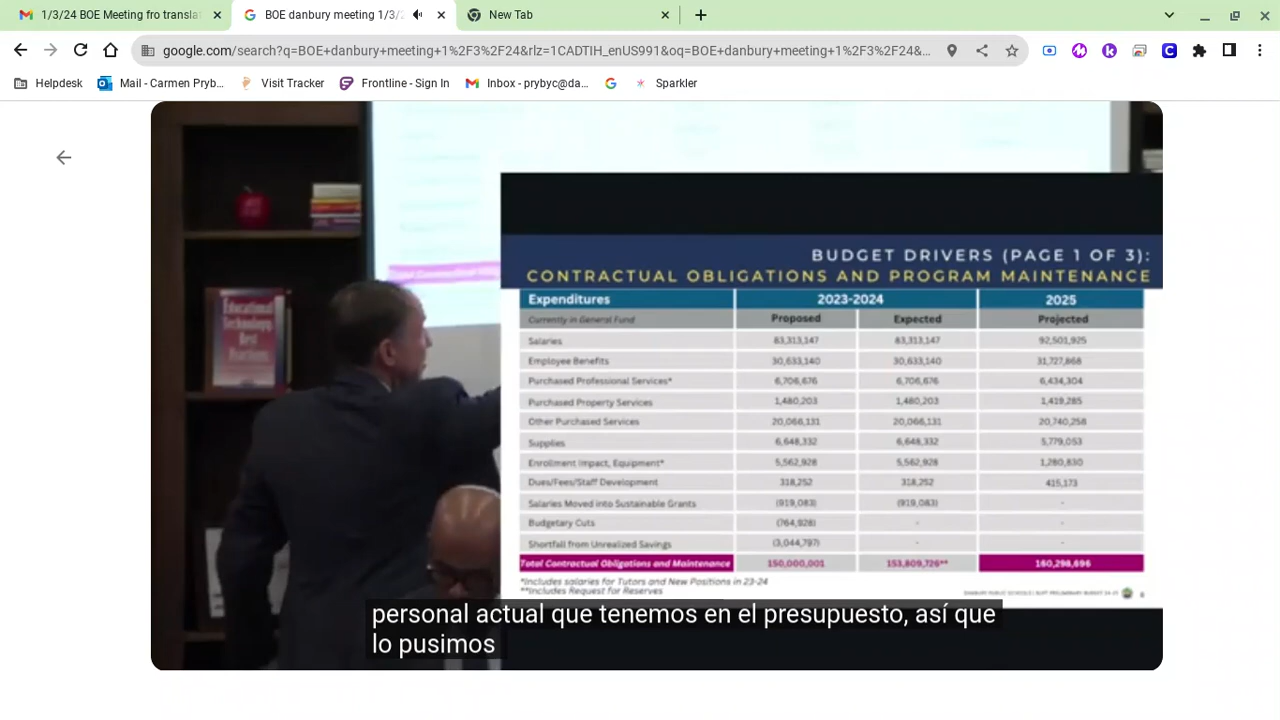 1/3/24 BOE Meeting fro transla
BOE danbury meeting 1/3/2
New Tab
google.com/search?q=BOE+danbury+meeting+1%2F3%2F24&rlz=1CADTIH_enUS991&oq=BOE+danbury+meeting+1%2F3%2F24&...
Helpdesk
Mail - Carmen Pryb...
Visit Tracker
Frontline - Sign In
Inbox - prybyc@da...
Sparkler
Educational
Technology
Best
Practices
Total Contractual
BUDGET DRIVERS (PAGE 1 OF 3):
CONTRACTUAL OBLIGATIONS AND PROGRAM MAINTENANCE
Expenditures 2023-2024 2025
Currently in General Fund Proposed Expected Projected
Salaries 83,313,147 83,313,147 92,501,925
Employee Benefits 30,633,140 30,633,140 31,727,868
Purchased Professional Services* 6,706,676 6,706,676 6,434,304
Purchased Property Services 1,480,203 1,480,203 1,419,285
Other Purchased Services 20,066,131 20,066,131 20,740,258
Supplies 6,648,332 6,648,332 5,779,053
Enrollment Impact, Equipment* 5,562,928 5,562,928 1,280,830
Dues/Fees/Staff Development 318,252 318,252 415,173
Salaries Moved into Sustainable Grants (919,083) (919,083) -
Budgetary Cuts (764,928) - -
Shortfall from Unrealized Savings (3,044,797) - -
Total Contractual Obligations and Maintenance 150,000,001 153,809,726** 160,298,696
*Includes salaries for Tutors and New Positions in 23-24
**Includes Request for Reserves
8
personal actual que tenemos en el presupuesto, así que
lo pusimos